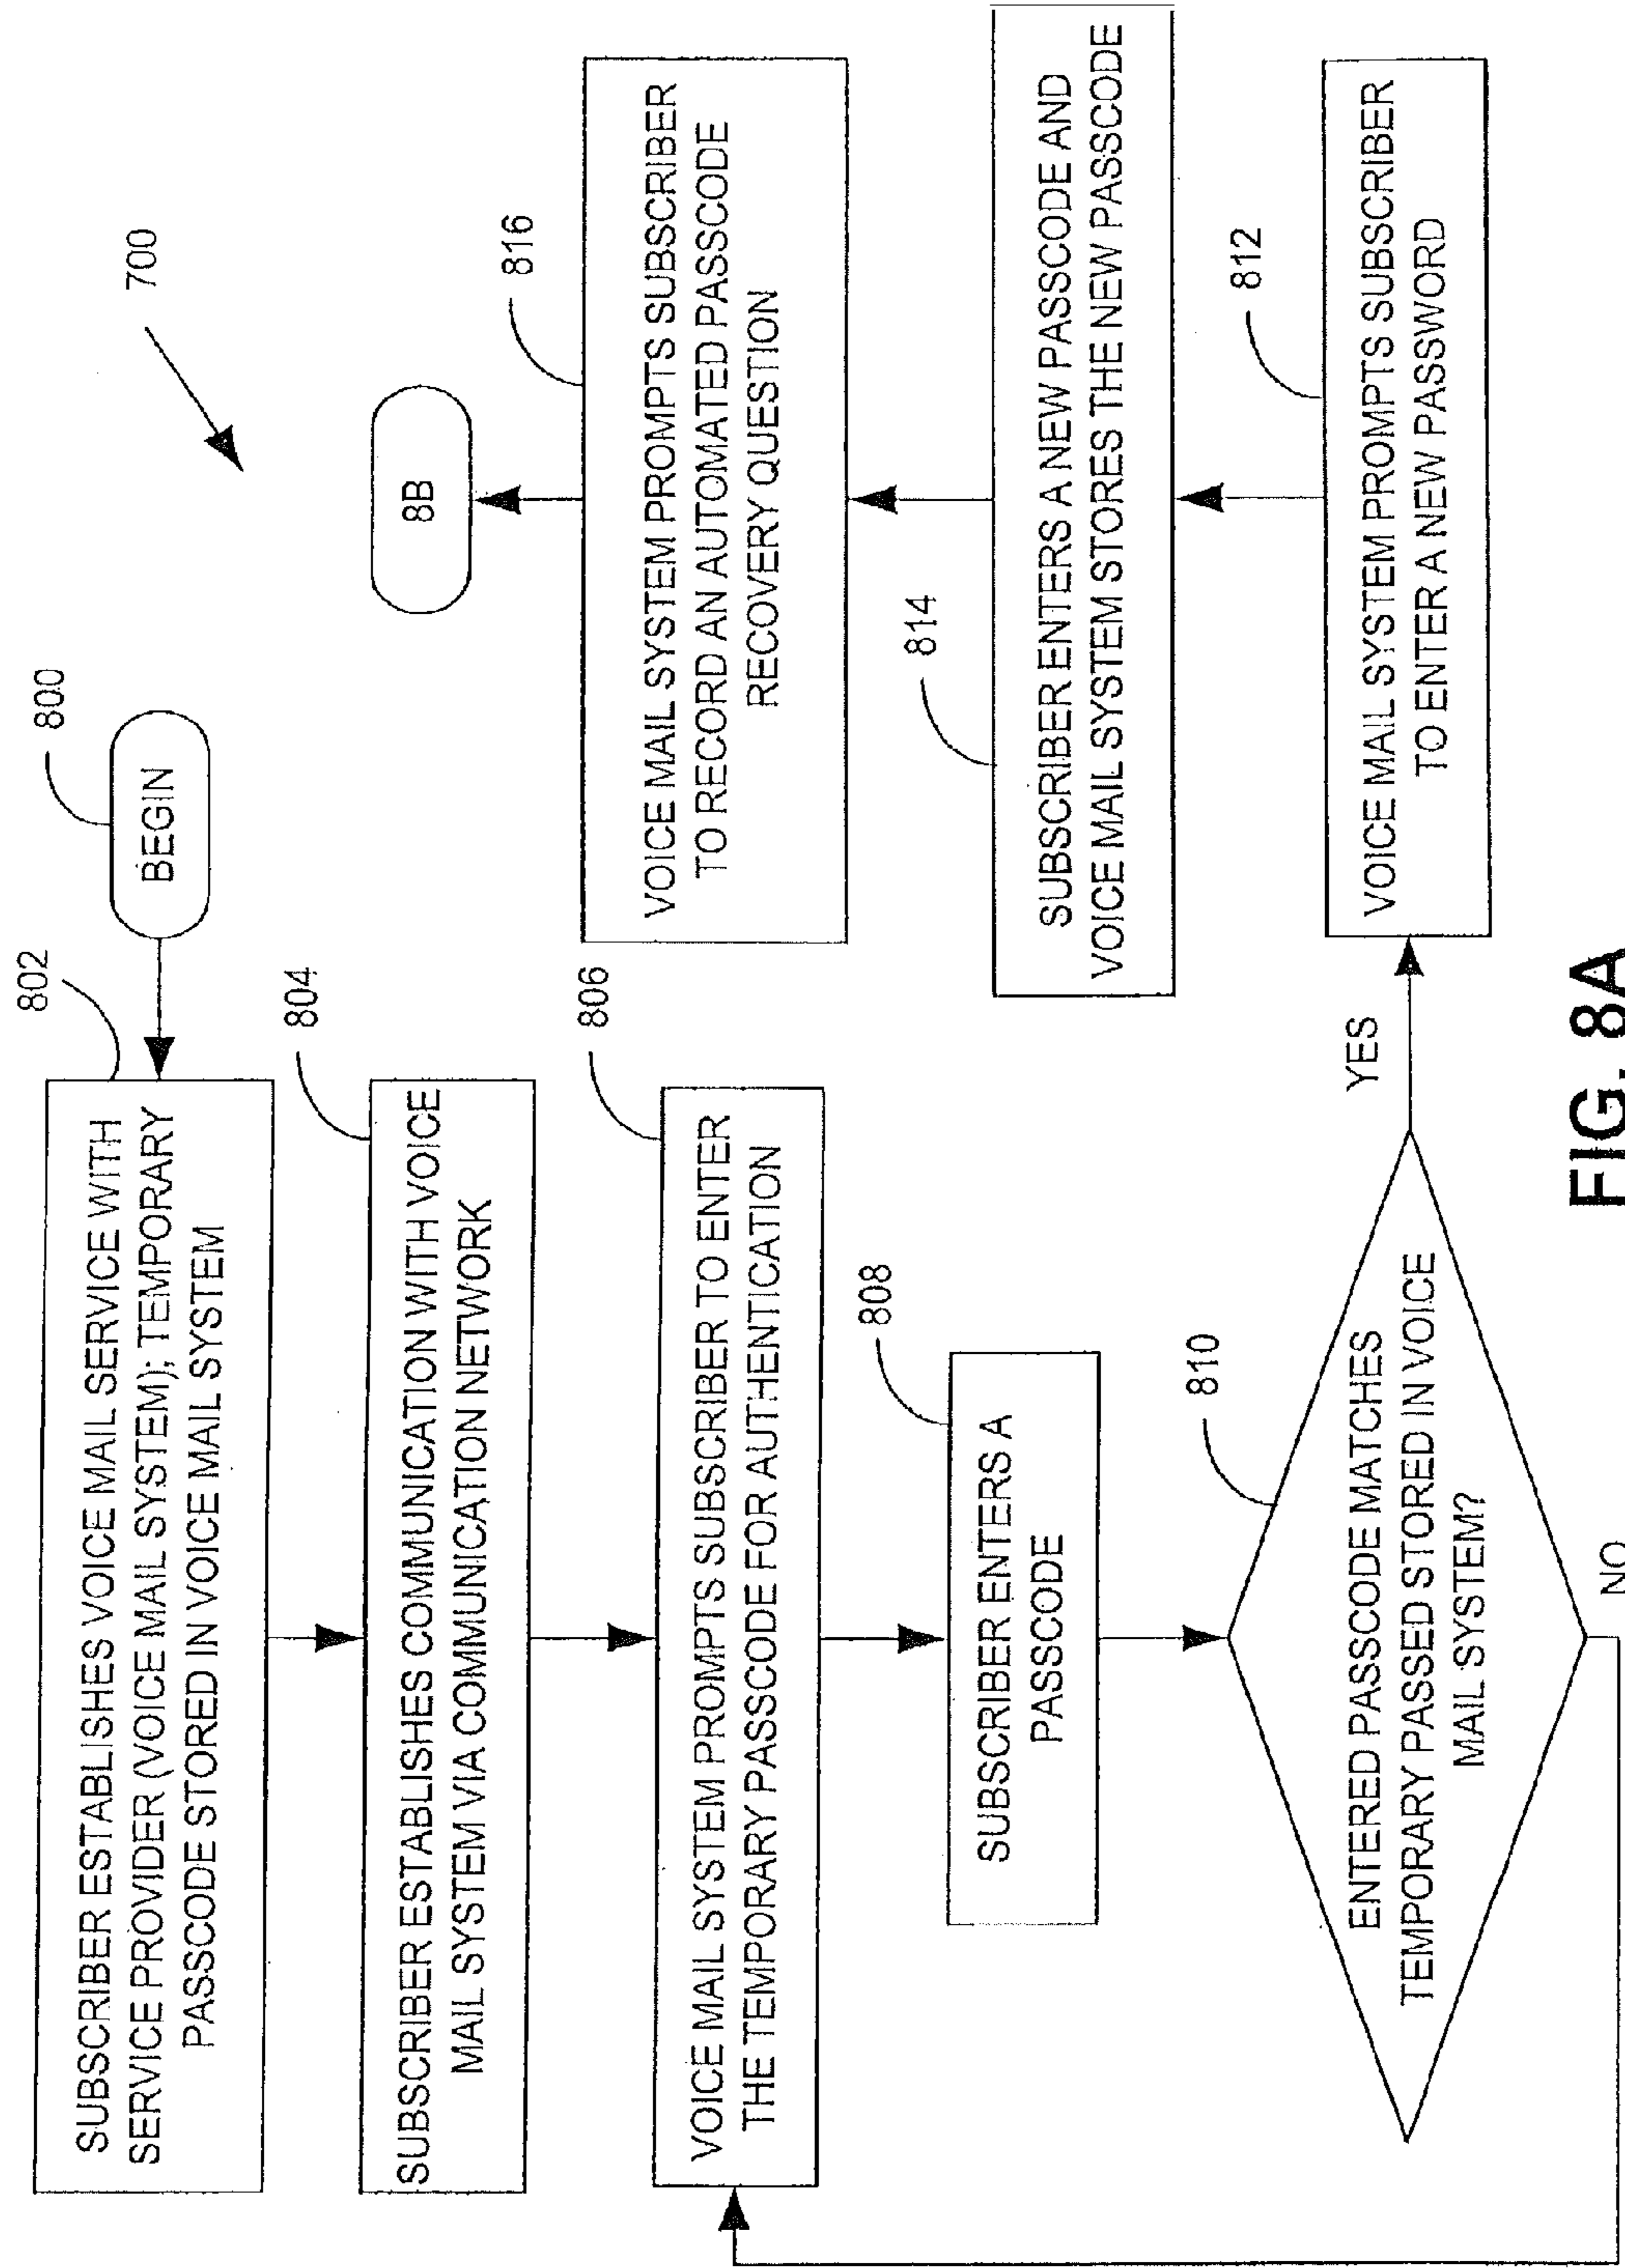 700
800
BEGIN
802
SUBSCRIBER ESTABLISHES VOICE MAIL SERVICE WITH
SERVICE PROVIDER (VOICE MAIL SYSTEM); TEMPORARY
PASSCODE STORED IN VOICE MAIL SYSTEM
804
SUBSCRIBER ESTABLISHES COMMUNICATION WITH VOICE
MAIL SYSTEM VIA COMMUNICATION NETWORK
806
VOICE MAIL SYSTEM PROMPTS SUBSCRIBER TO ENTER
THE TEMPORARY PASSCODE FOR AUTHENTICATION
808
SUBSCRIBER ENTERS A
PASSCODE
810
ENTERED PASSCODE MATCHES
TEMPORARY PASSED STORED IN VOICE
MAIL SYSTEM?
NO
YES
812
VOICE MAIL SYSTEM PROMPTS SUBSCRIBER
TO ENTER A NEW PASSWORD
814
SUBSCRIBER ENTERS A NEW PASSCODE AND
VOICE MAIL SYSTEM STORES THE NEW PASSCODE
816
VOICE MAIL SYSTEM PROMPTS SUBSCRIBER
TO RECORD AN AUTOMATED PASSCODE
RECOVERY QUESTION
8B
FIG. 8A